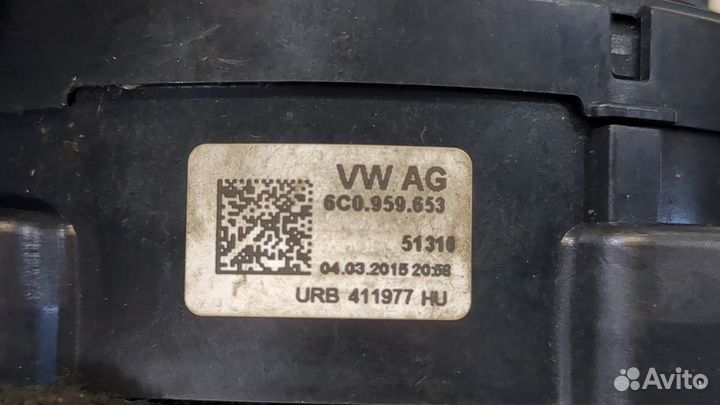 VW AG
6C0.959.653
51310
04.03.2015 20:58
URB 411977 HU
Avito